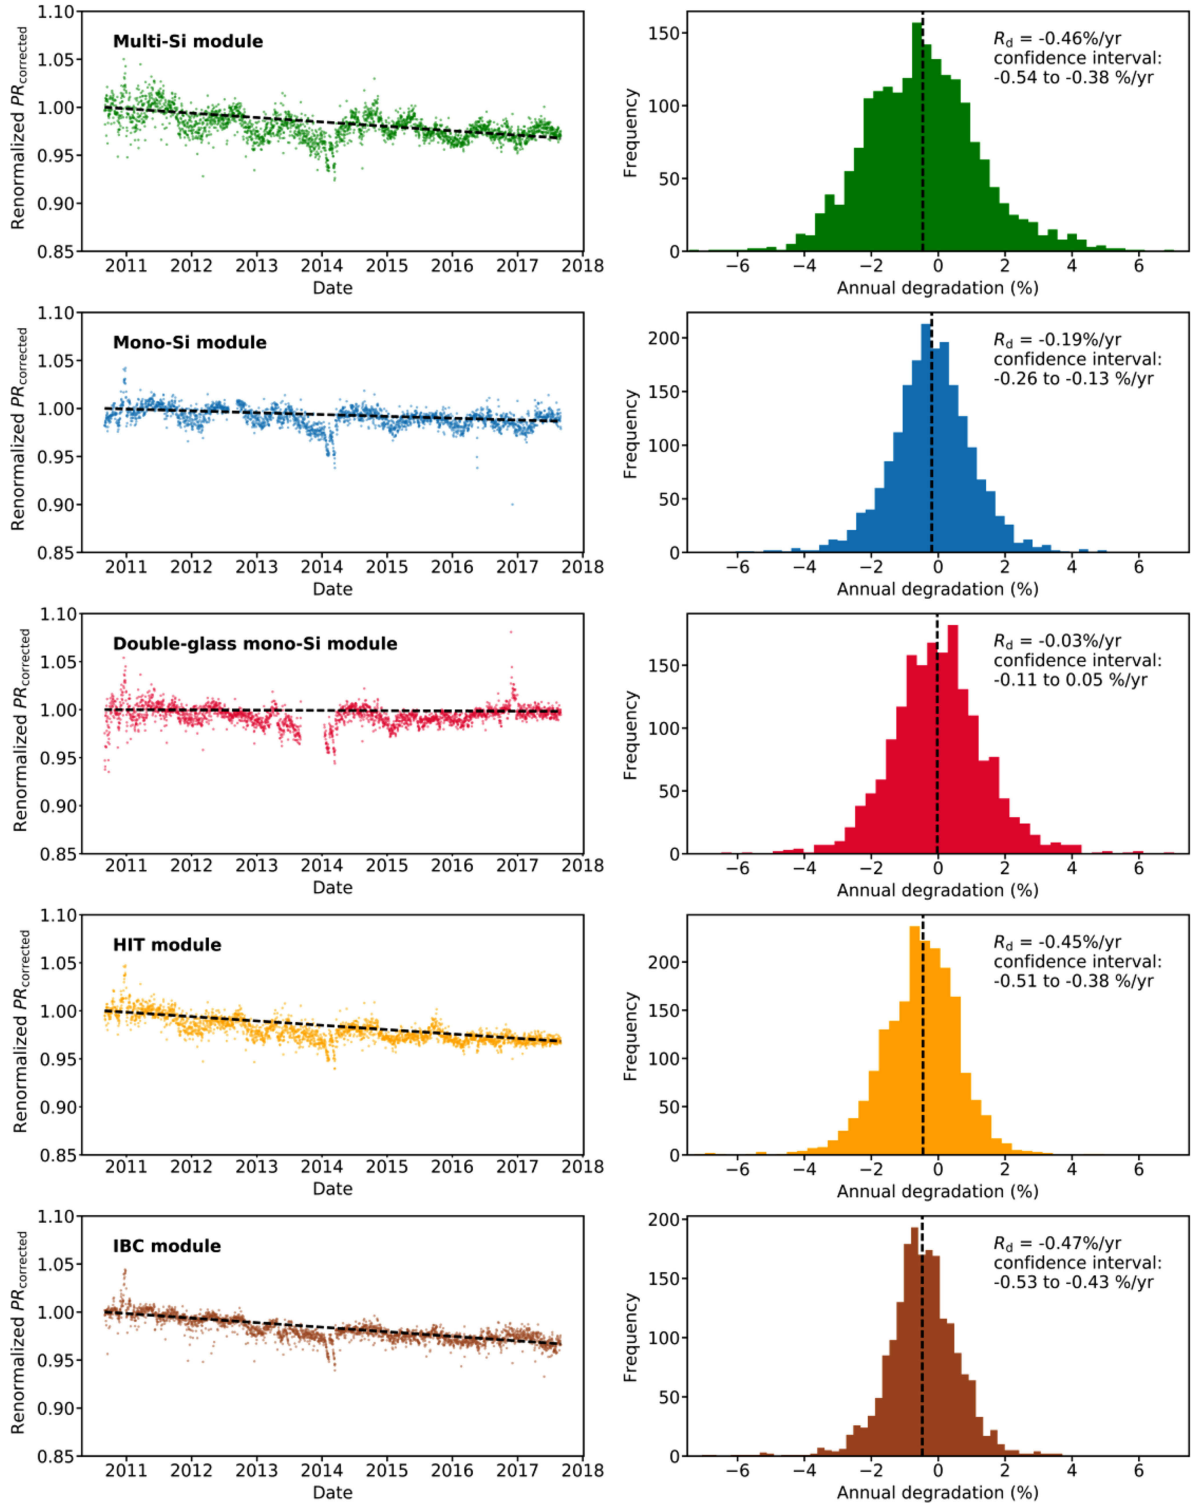 1.10
1.05
1.00
0.95
0.90
0.85
Renormalized PRcorrected
Multi-Si module
2011 2012 2013 2014 2015 2016 2017 2018
Date
150
100
50
0
Frequency
Rd = -0.46%/yr
confidence interval:
-0.54 to -0.38 %/yr
−6 −4 −2 0 2 4 6
Annual degradation (%)
1.10
1.05
1.00
0.95
0.90
0.85
Renormalized PRcorrected
Mono-Si module
2011 2012 2013 2014 2015 2016 2017 2018
Date
200
150
100
50
0
Frequency
Rd = -0.19%/yr
confidence interval:
-0.26 to -0.13 %/yr
−6 −4 −2 0 2 4 6
Annual degradation (%)
1.10
1.05
1.00
0.95
0.90
0.85
Renormalized PRcorrected
Double-glass mono-Si module
2011 2012 2013 2014 2015 2016 2017 2018
Date
150
100
50
0
Frequency
Rd = -0.03%/yr
confidence interval:
-0.11 to 0.05 %/yr
−6 −4 −2 0 2 4 6
Annual degradation (%)
1.10
1.05
1.00
0.95
0.90
0.85
Renormalized PRcorrected
HIT module
2011 2012 2013 2014 2015 2016 2017 2018
Date
200
150
100
50
0
Frequency
Rd = -0.45%/yr
confidence interval:
-0.51 to -0.38 %/yr
−6 −4 −2 0 2 4 6
Annual degradation (%)
1.10
1.05
1.00
0.95
0.90
0.85
Renormalized PRcorrected
IBC module
2011 2012 2013 2014 2015 2016 2017 2018
Date
200
150
100
50
0
Frequency
Rd = -0.47%/yr
confidence interval:
-0.53 to -0.43 %/yr
−6 −4 −2 0 2 4 6
Annual degradation (%)